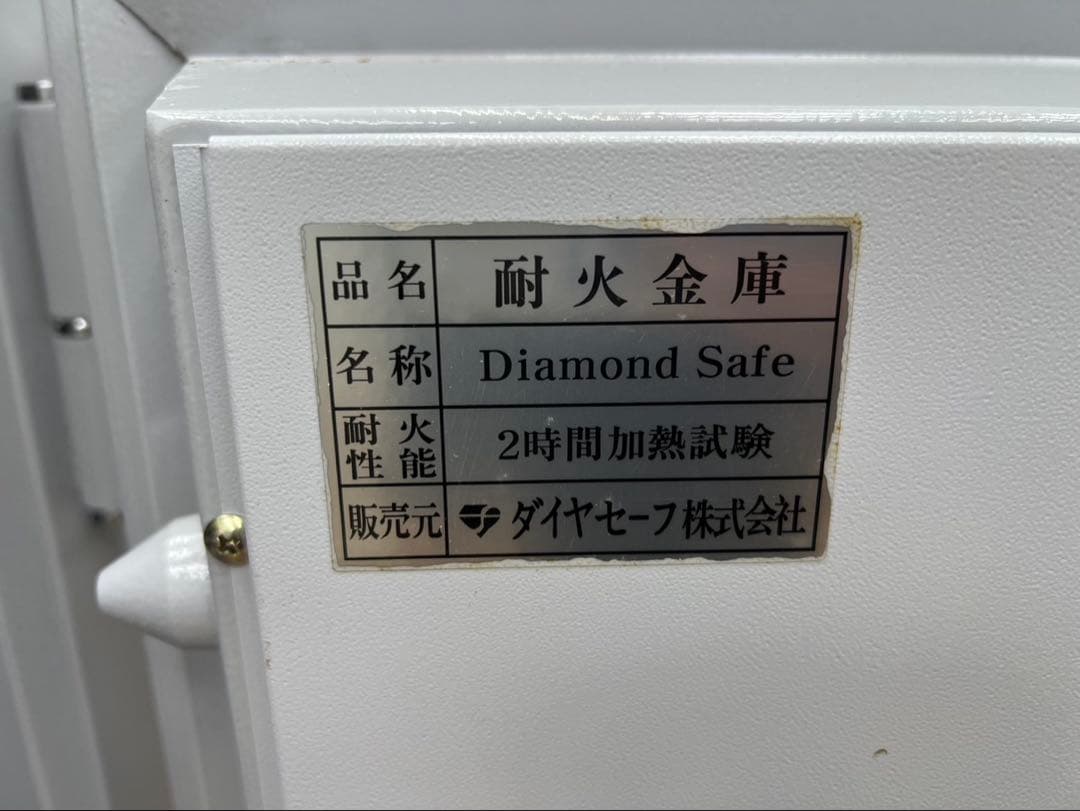 品名 耐火金庫
名称 Diamond Safe
耐火性能 2時間加熱試験
販売元 ダイヤセーフ株式会社